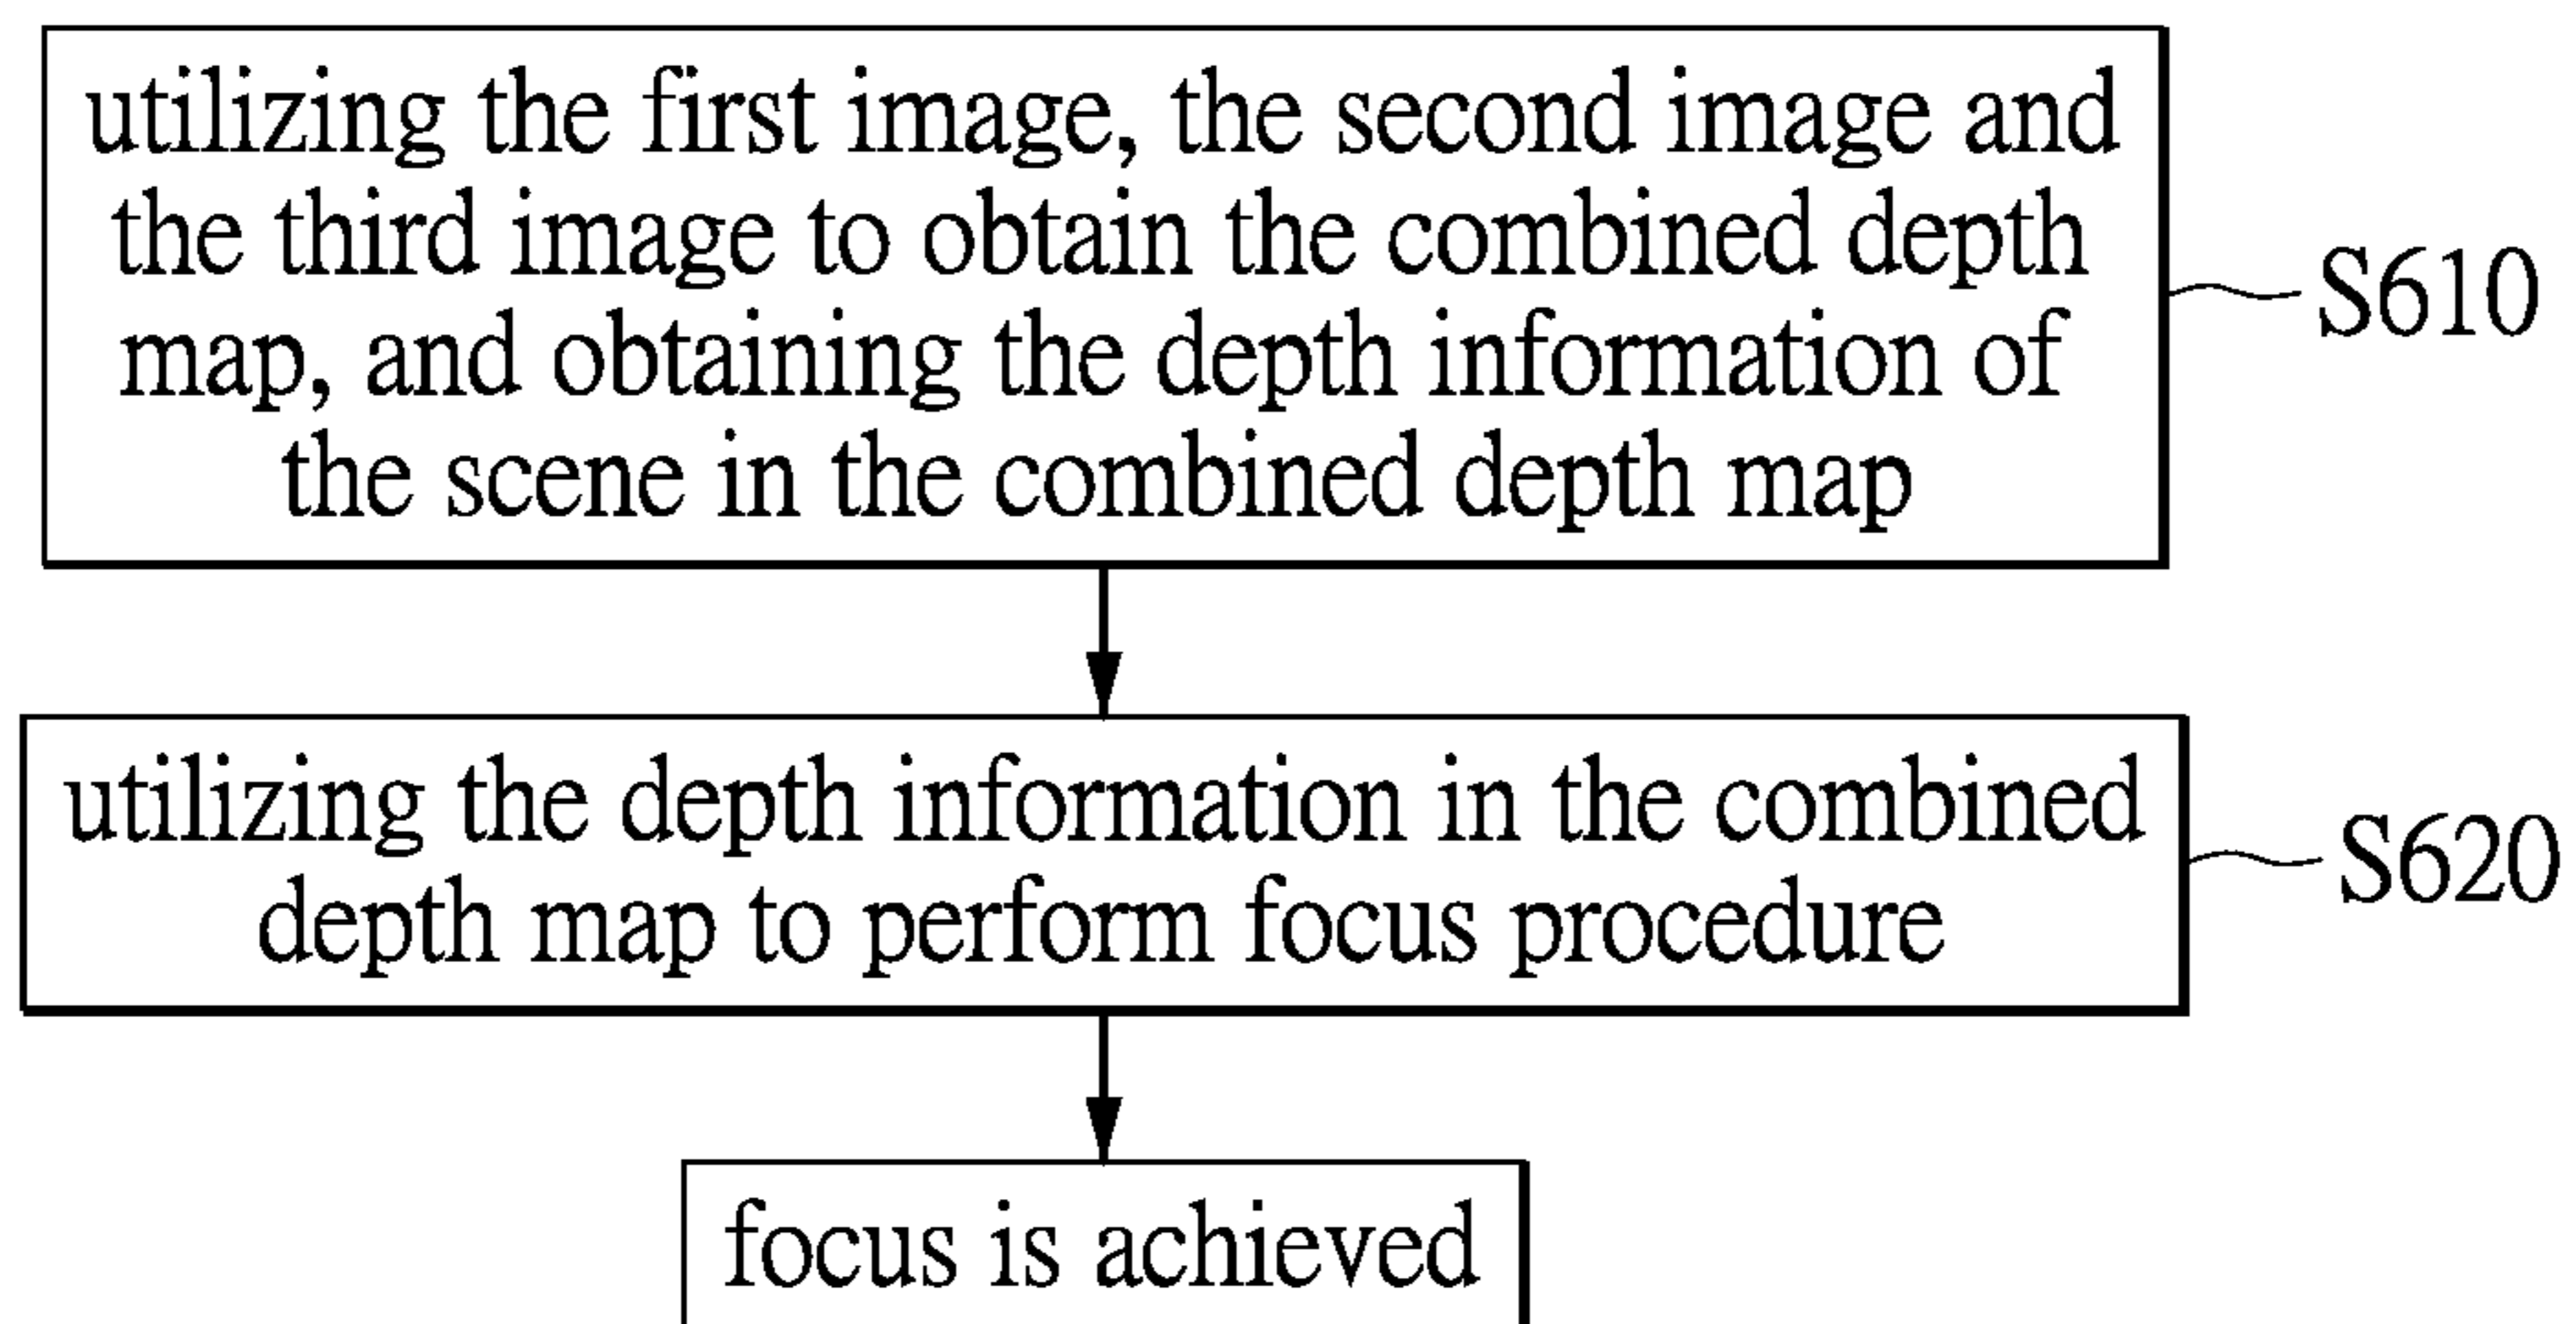 utilizing the first image, the second image and
the third image to obtain the combined depth
map, and obtaining the depth information of
the scene in the combined depth map
S610
utilizing the depth information in the combined
depth map to perform focus procedure
S620
focus is achieved